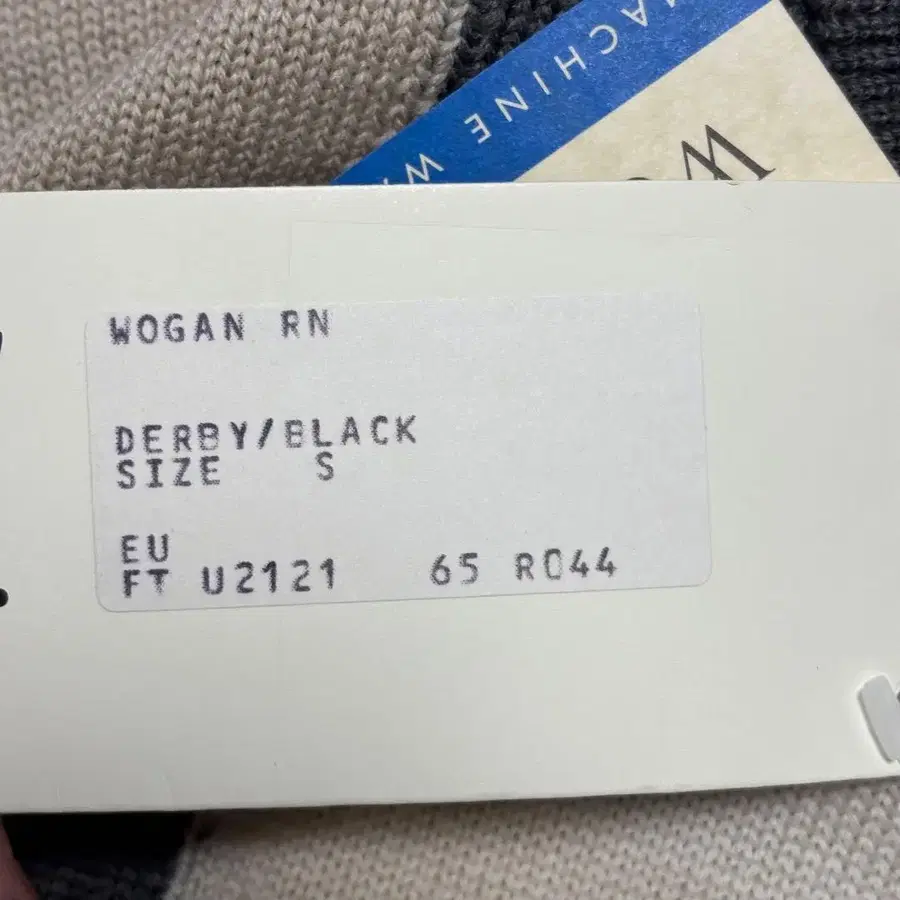 MACHINE
WOGAN RN
DERBY/BLACK
SIZE S
EU
FT U2121 65 R044